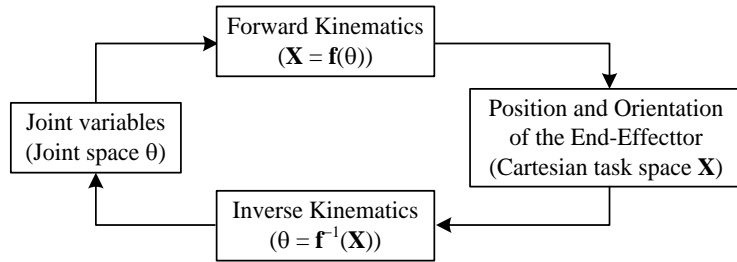 Forward Kinematics
(X = f(θ))
Joint variables
(Joint space θ)
Position and Orientation
of the End-Effecttor
(Cartesian task space X)
Inverse Kinematics
(θ = f⁻¹(X))